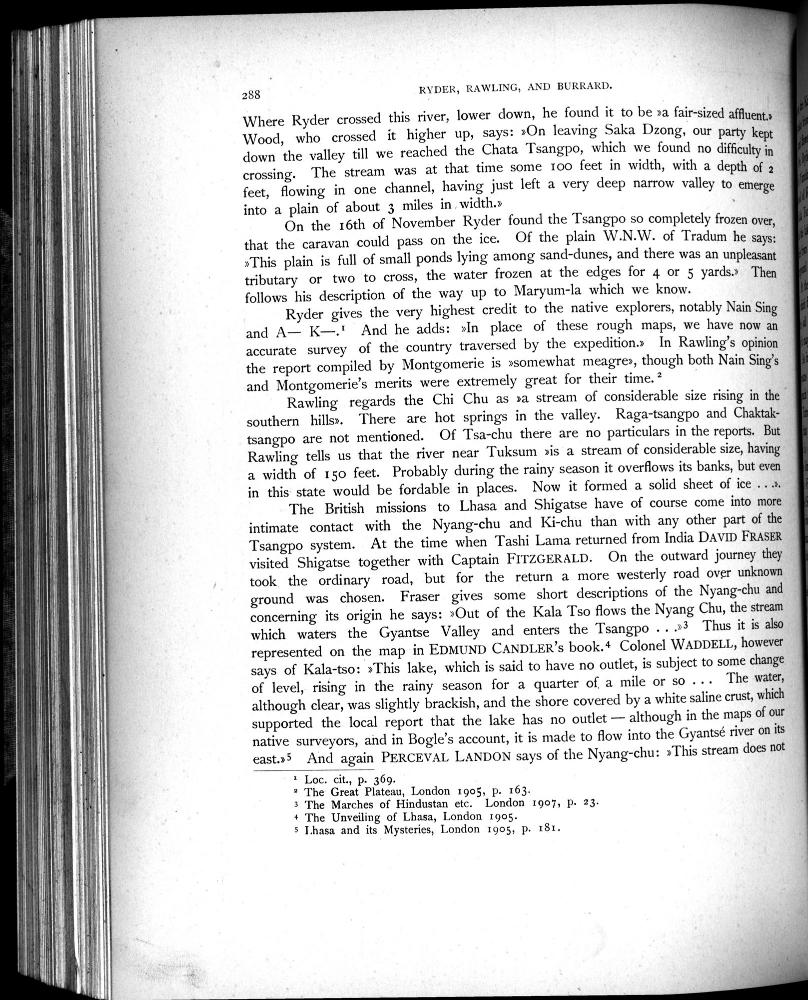 288
RYDER, RAWLING, AND BURRARD.
Where Ryder crossed this river, lower down, he found it to be »a fair-sized affluent.»
Wood, who crossed it higher up, says: »On leaving Saka Dzong, our party kept
down the valley till we reached the Chata Tsangpo, which we found no difficulty in
crossing. The stream was at that time some 100 feet in width, with a depth of 2
feet, flowing in one channel, having just left a very deep narrow valley to emerge
into a plain of about 3 miles in width.»
On the 16th of November Ryder found the Tsangpo so completely frozen over,
that the caravan could pass on the ice. Of the plain W.N.W. of Tradum he says:
»This plain is full of small ponds lying among sand-dunes, and there was an unpleasant
tributary or two to cross, the water frozen at the edges for 4 or 5 yards.» Then
follows his description of the way up to Maryum-la which we know.
Ryder gives the very highest credit to the native explorers, notably Nain Sing
and A— K—.¹ And he adds: »In place of these rough maps, we have now an
accurate survey of the country traversed by the expedition.» In Rawling's opinion
the report compiled by Montgomerie is »somewhat meagre», though both Nain Sing's
and Montgomerie's merits were extremely great for their time.²
Rawling regards the Chi Chu as »a stream of considerable size rising in the
southern hills». There are hot springs in the valley. Raga-tsangpo and Chaktak-
tsangpo are not mentioned. Of Tsa-chu there are no particulars in the reports. But
Rawling tells us that the river near Tuksum »is a stream of considerable size, having
a width of 150 feet. Probably during the rainy season it overflows its banks, but even
in this state would be fordable in places. Now it formed a solid sheet of ice . . .».
The British missions to Lhasa and Shigatse have of course come into more
intimate contact with the Nyang-chu and Ki-chu than with any other part of the
Tsangpo system. At the time when Tashi Lama returned from India DAVID FRASER
visited Shigatse together with Captain FITZGERALD. On the outward journey they
took the ordinary road, but for the return a more westerly road over unknown
ground was chosen. Fraser gives some short descriptions of the Nyang-chu and
concerning its origin he says: »Out of the Kala Tso flows the Nyang Chu, the stream
which waters the Gyantse Valley and enters the Tsangpo . . .»³ Thus it is also
represented on the map in EDMUND CANDLER's book.⁴ Colonel WADDELL, however
says of Kala-tso: »This lake, which is said to have no outlet, is subject to some change
of level, rising in the rainy season for a quarter of a mile or so . . . The water,
although clear, was slightly brackish, and the shore covered by a white saline crust, which
supported the local report that the lake has no outlet — although in the maps of our
native surveyors, and in Bogle's account, it is made to flow into the Gyantsé river on its
east.»⁵ And again PERCEVAL LANDON says of the Nyang-chu: »This stream does not
¹ Loc. cit., p. 369.
² The Great Plateau, London 1905, p. 163.
³ The Marches of Hindustan etc. London 1907, p. 23.
⁴ The Unveiling of Lhasa, London 1905.
⁵ Lhasa and its Mysteries, London 1905, p. 181.